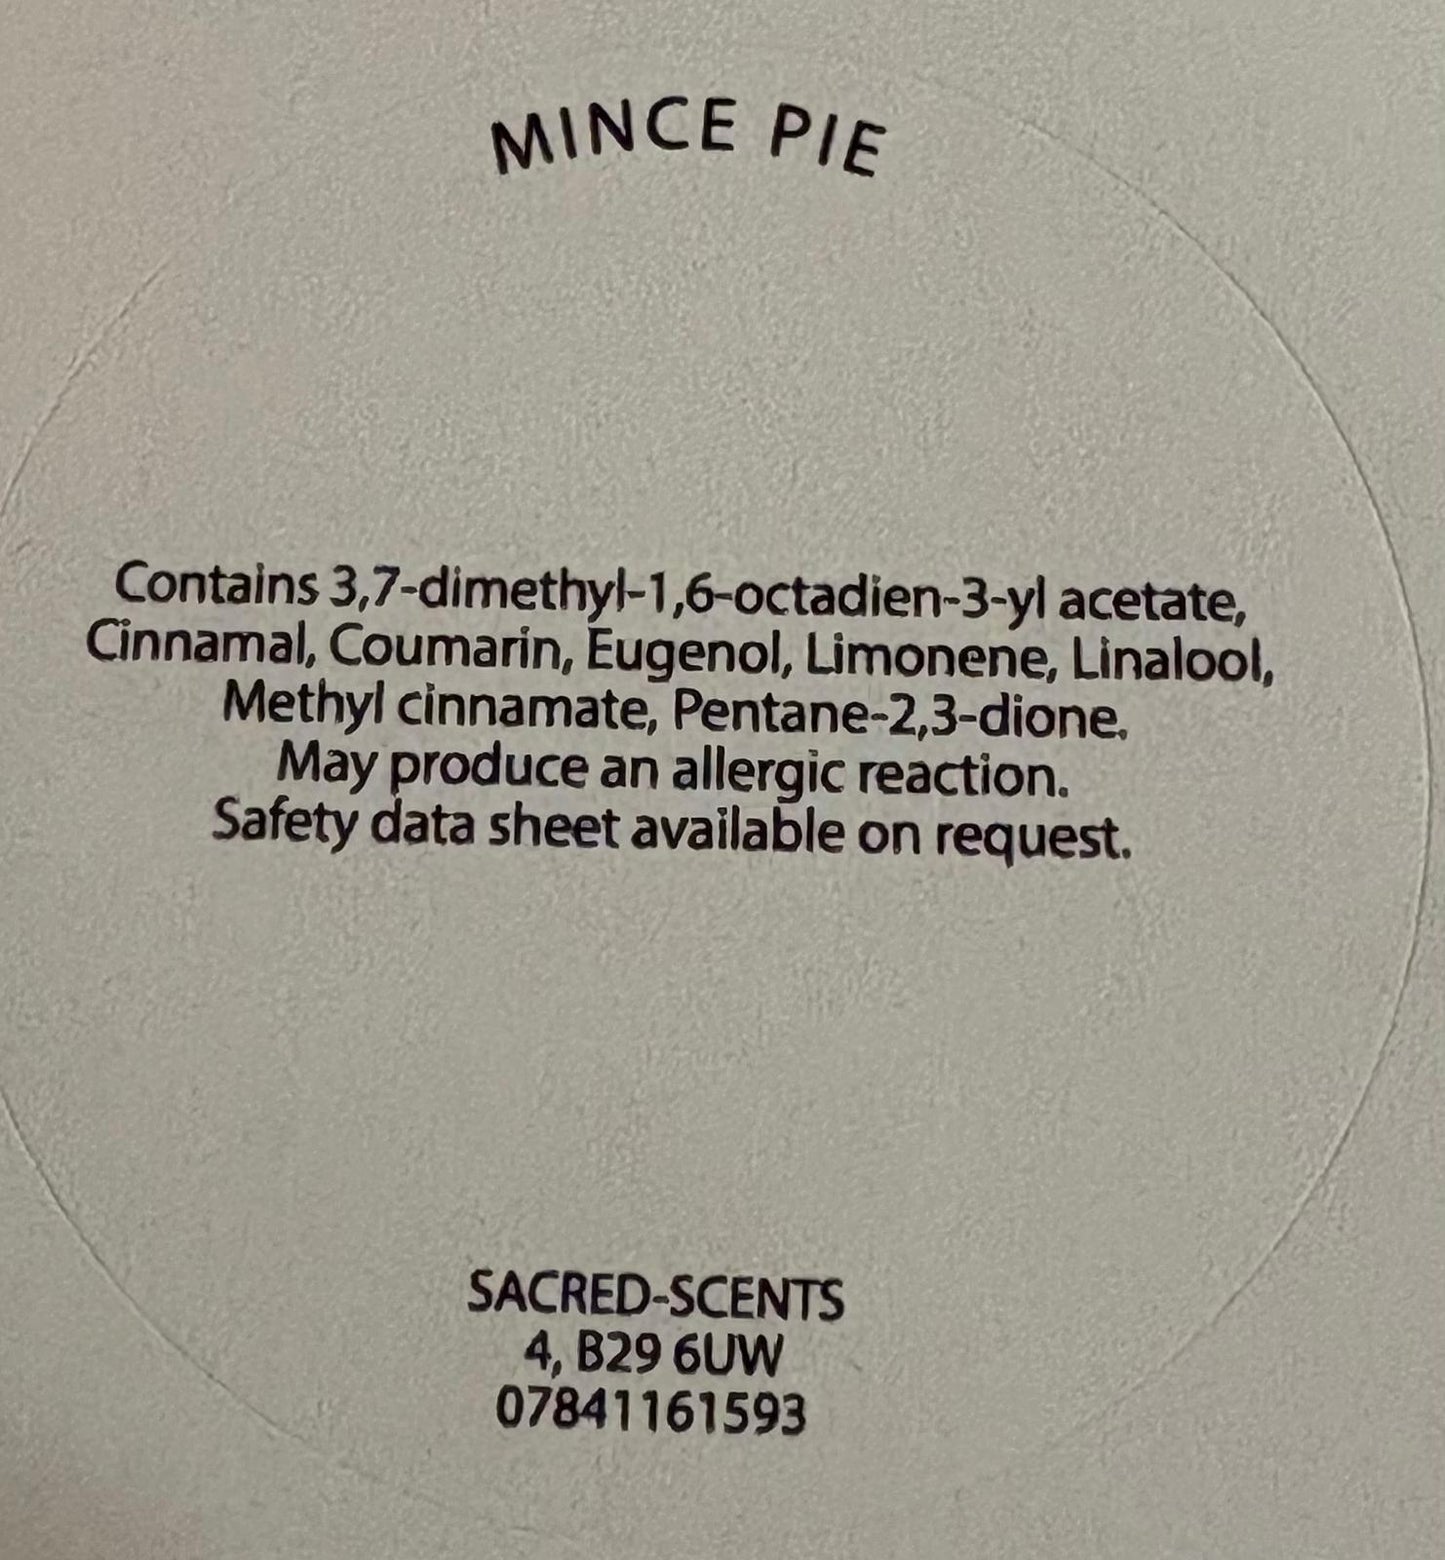 MINCE PIE
Contains 3,7-dimethyl-1,6-octadien-3-yl acetate,
Cinnamal, Coumarin, Eugenol, Limonene, Linalool,
Methyl cinnamate, Pentane-2,3-dione.
May produce an allergic reaction.
Safety data sheet available on request.
SACRED-SCENTS
4, B29 6UW
07841161593